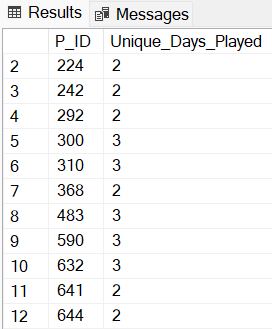 Results Messages
P_ID Unique_Days_Played
2 224 2
3 242 2
4 292 2
5 300 3
6 310 3
7 368 2
8 483 3
9 590 3
10 632 3
11 641 2
12 644 2